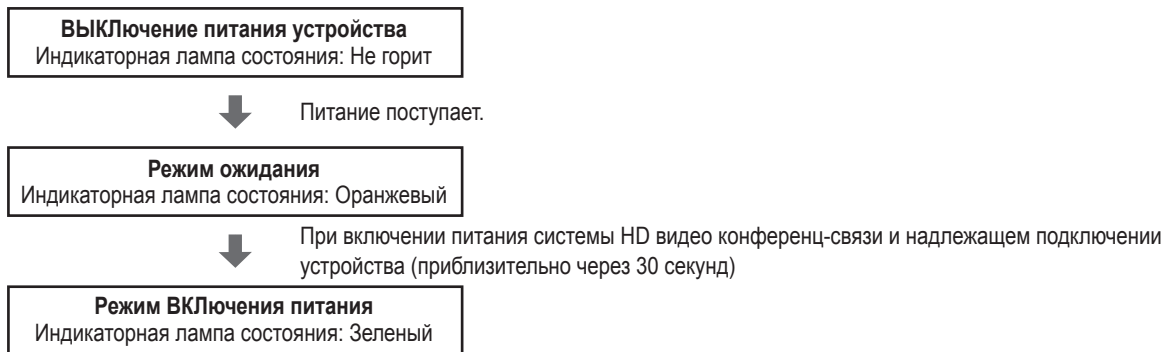 ВЫКЛючение питания устройства
Индикаторная лампа состояния: Не горит
Питание поступает.
Режим ожидания
Индикаторная лампа состояния: Оранжевый
При включении питания системы HD видео конференц-связи и надлежащем подключении
устройства (приблизительно через 30 секунд)
Режим ВКЛючения питания
Индикаторная лампа состояния: Зеленый